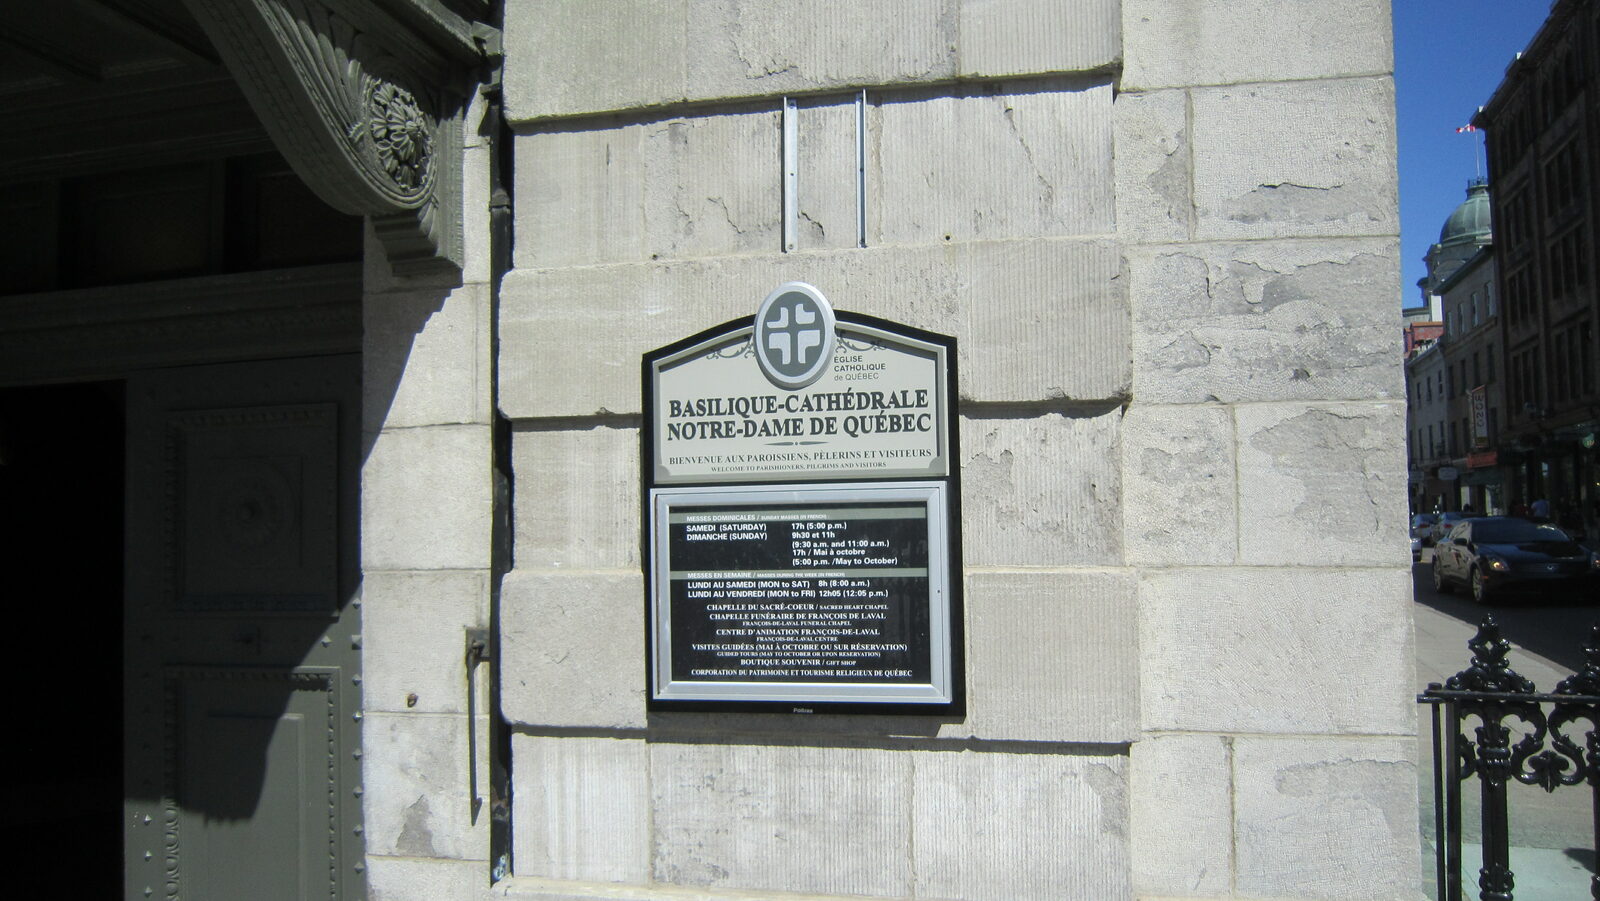 ÉGLISE
CATHOLIQUE
de QUÉBEC
BASILIQUE-CATHÉDRALE
NOTRE-DAME DE QUÉBEC
BIENVENUE AUX PAROISSIENS, PÈLERINS ET VISITEURS
WELCOME TO PARISHIONERS, PILGRIMS AND VISITORS
MESSES DOMINICALES / SUNDAY MASSES (IN FRENCH)
SAMEDI (SATURDAY) 17h (5:00 p.m.)
DIMANCHE (SUNDAY) 9h30 et 11h
(9:30 a.m. and 11:00 a.m.)
17h / Mai à octobre
(5:00 p.m. /May to October)
MESSES EN SEMAINE / MASSES DURING THE WEEK (IN FRENCH)
LUNDI AU SAMEDI (MON to SAT) 8h (8:00 a.m.)
LUNDI AU VENDREDI (MON to FRI) 12h05 (12:05 p.m.)
CHAPELLE DU SACRÉ-COEUR / SACRED HEART CHAPEL
CHAPELLE FUNÉRAIRE DE FRANÇOIS DE LAVAL
FRANÇOIS-DE-LAVAL FUNERAL CHAPEL
CENTRE D'ANIMATION FRANÇOIS-DE-LAVAL
FRANÇOIS-DE-LAVAL CENTRE
VISITES GUIDÉES (MAI À OCTOBRE OU SUR RÉSERVATION)
GUIDED TOURS (MAY TO OCTOBER OR UPON RESERVATION)
BOUTIQUE SOUVENIR / GIFT SHOP
CORPORATION DU PATRIMOINE ET TOURISME RELIGIEUX DE QUÉBEC